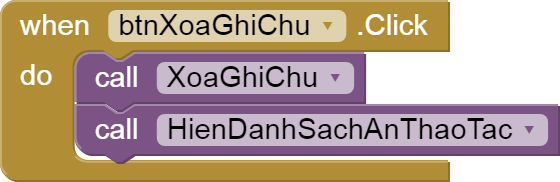 when btnXoaGhiChu .Click
do call XoaGhiChu
call HienDanhSachAnThaoTac